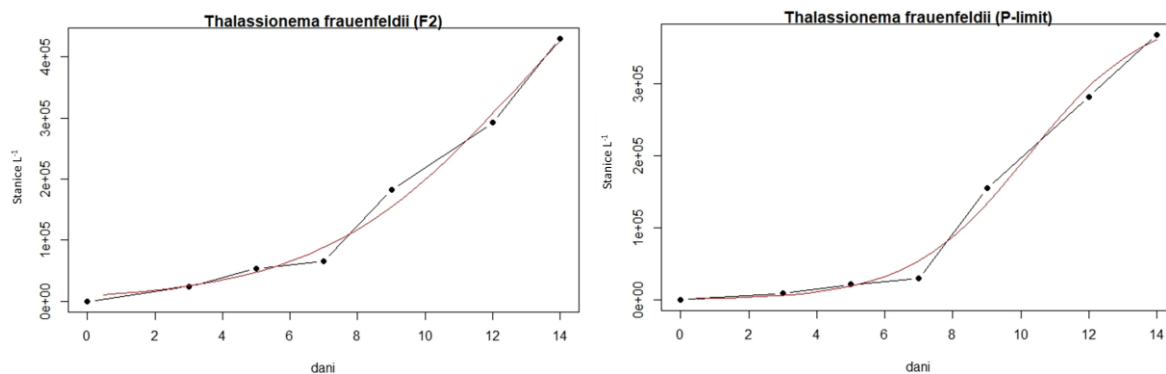 Thalassionema frauenfeldii (F2)
Stanice L⁻¹
4e+05
3e+05
2e+05
1e+05
0e+00
0 2 4 6 8 10 12 14
dani
Thalassionema frauenfeldii (P-limit)
Stanice L⁻¹
3e+05
2e+05
1e+05
0e+00
0 2 4 6 8 10 12 14
dani